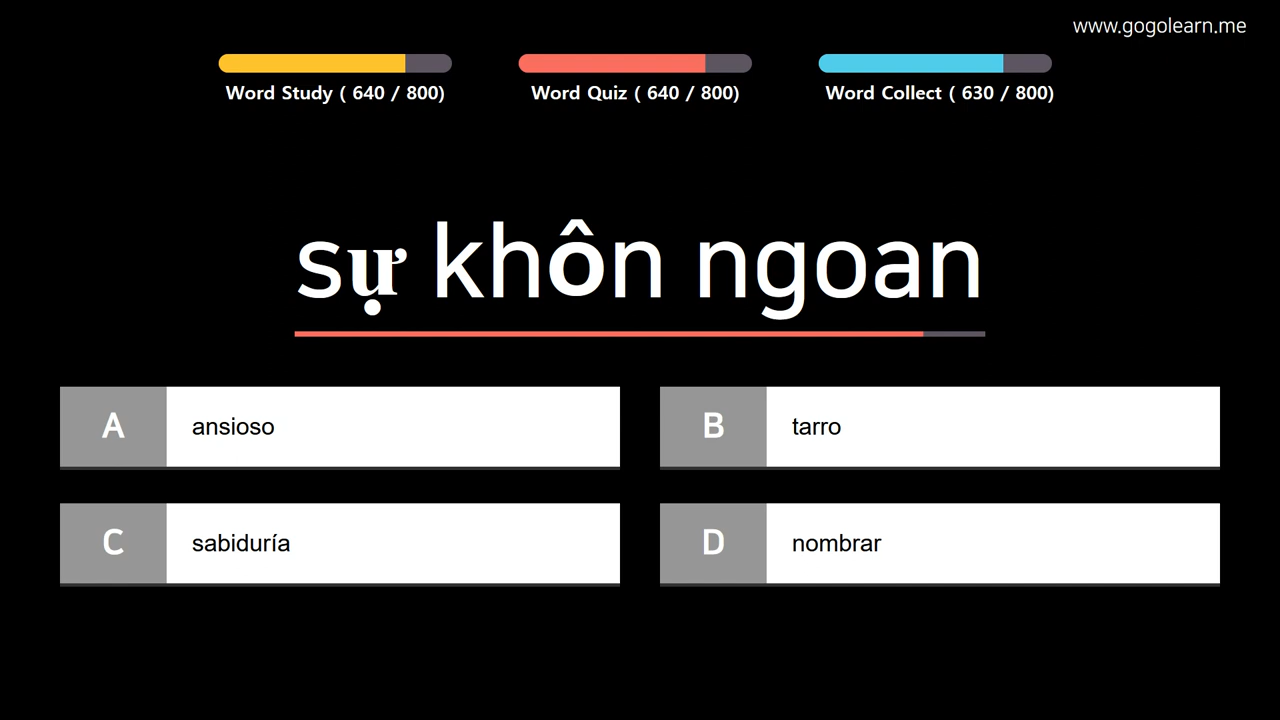 www.gogolearn.me
Word Study ( 640 / 800)
Word Quiz ( 640 / 800)
Word Collect ( 630 / 800)
sự khôn ngoan
A ansioso
B tarro
C sabiduría
D nombrar